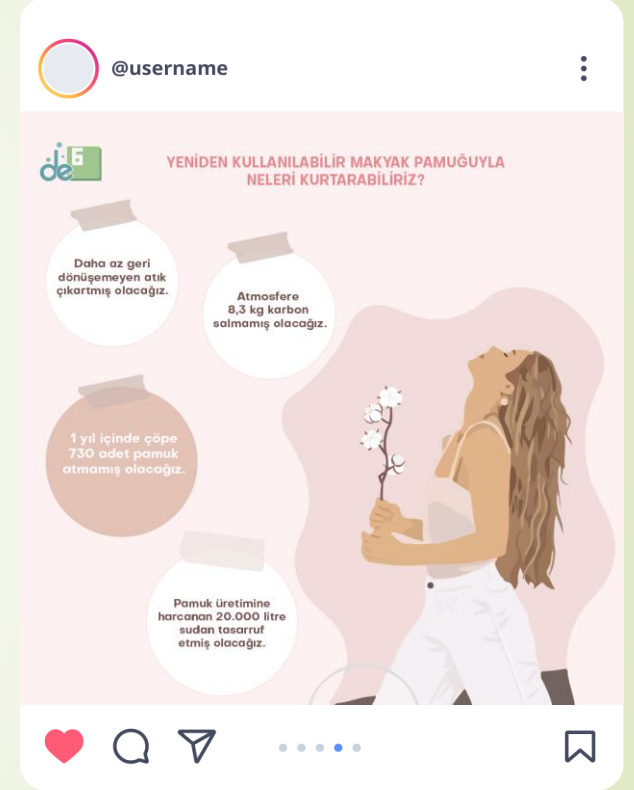 @username
de
6
YENİDEN KULLANILABİLİR MAKYAK PAMUĞUYLA
NELERİ KURTARABİLİRİZ?
Daha az geri
dönüşemeyen atık
çıkartmış olacağız.
Atmosfere
8,3 kg karbon
salmamış olacağız.
1 yıl içinde çöpe
730 adet pamuk
atmamış olacağız.
Pamuk üretimine
harcanan 20.000 litre
sudan tasarruf
etmiş olacağız.